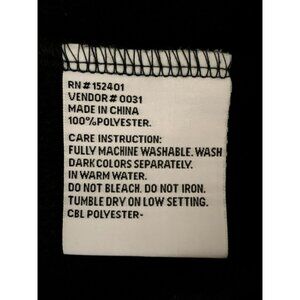 RN# 152401
VENDOR# 0031
MADE IN CHINA
100% POLYESTER.
CARE INSTRUCTION:
FULLY MACHINE WASHABLE. WASH
DARK COLORS SEPARATELY.
IN WARM WATER.
DO NOT BLEACH. DO NOT IRON.
TUMBLE DRY ON LOW SETTING.
CBL POLYESTER-